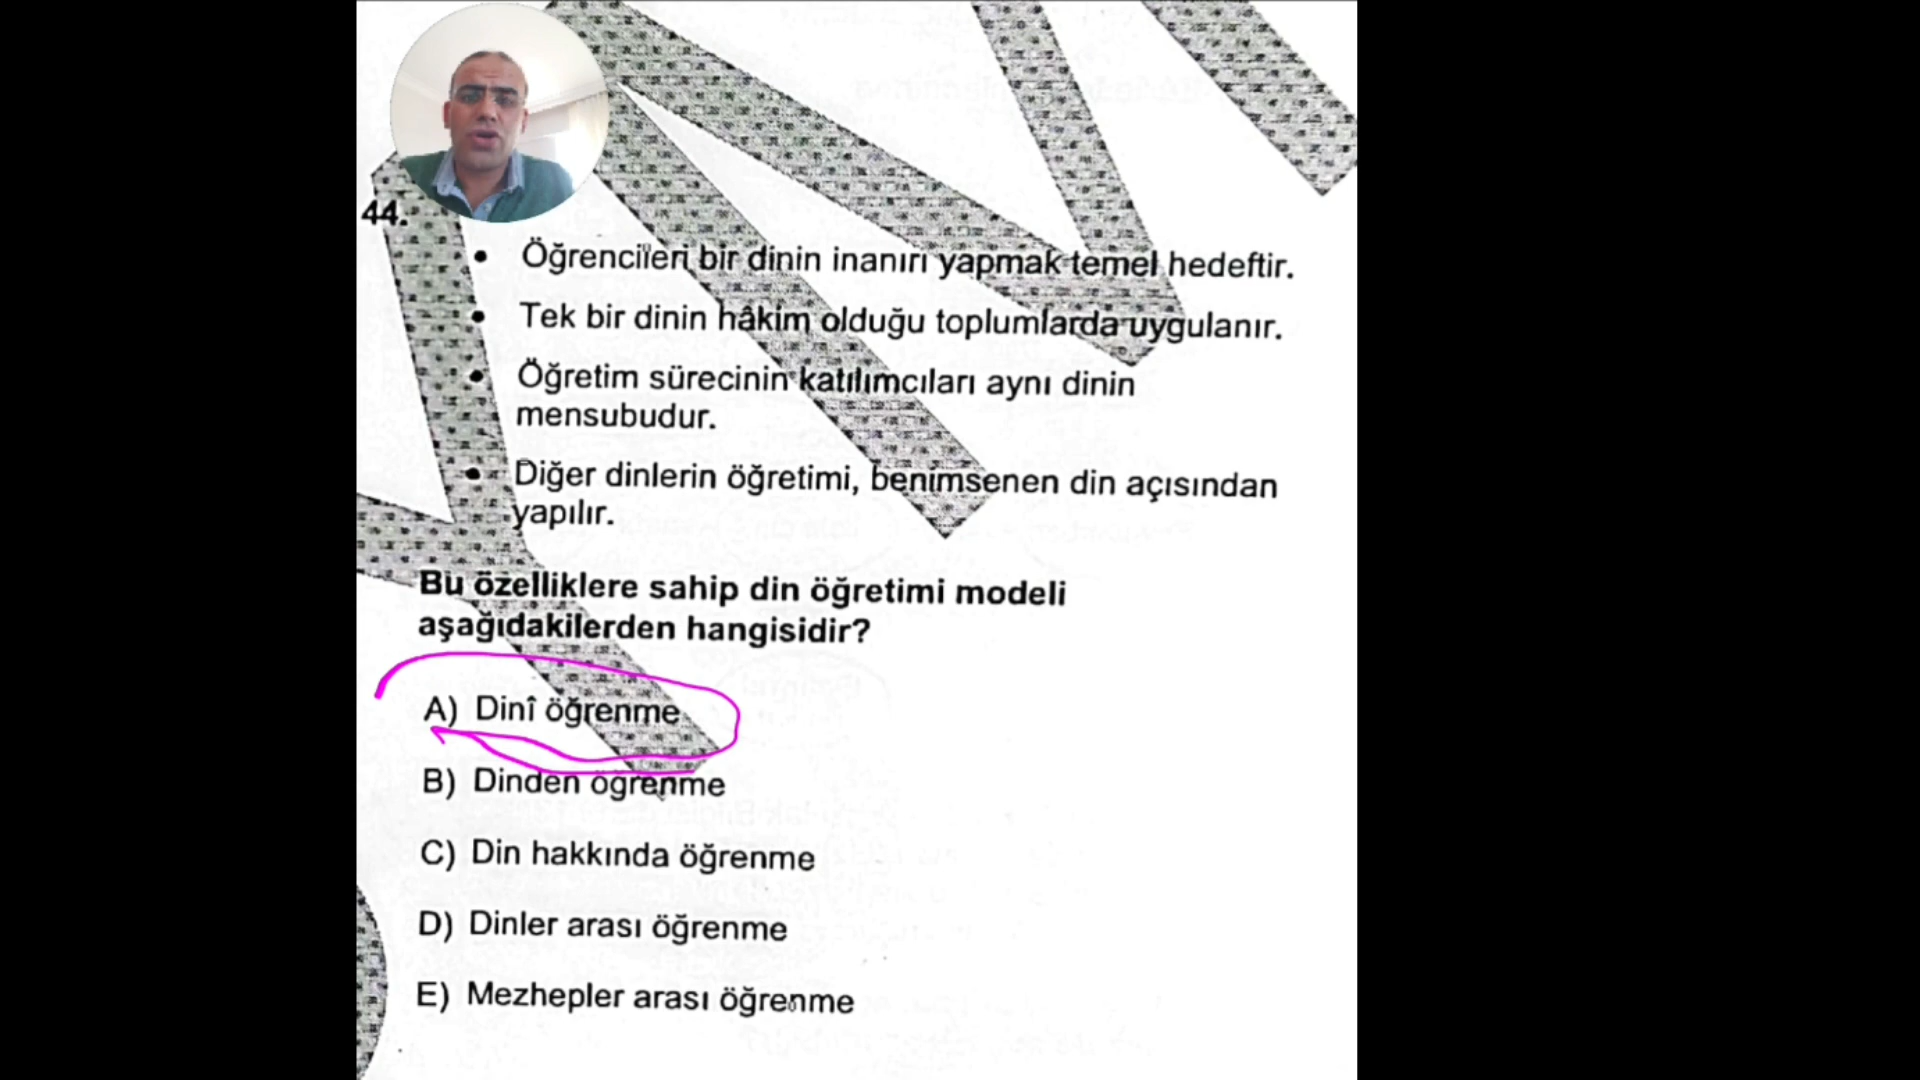 44.
• Öğrencileri bir dinin inanırı yapmak temel hedeftir.
• Tek bir dinin hâkim olduğu toplumlarda uygulanır.
• Öğretim sürecinin katılımcıları aynı dinin
mensubudur.
• Diğer dinlerin öğretimi, benimsenen din açısından
yapılır.
Bu özelliklere sahip din öğretimi modeli
aşağıdakilerden hangisidir?
A) Dinî öğrenme
B) Dinden öğrenme
C) Din hakkında öğrenme
D) Dinler arası öğrenme
E) Mezhepler arası öğrenme